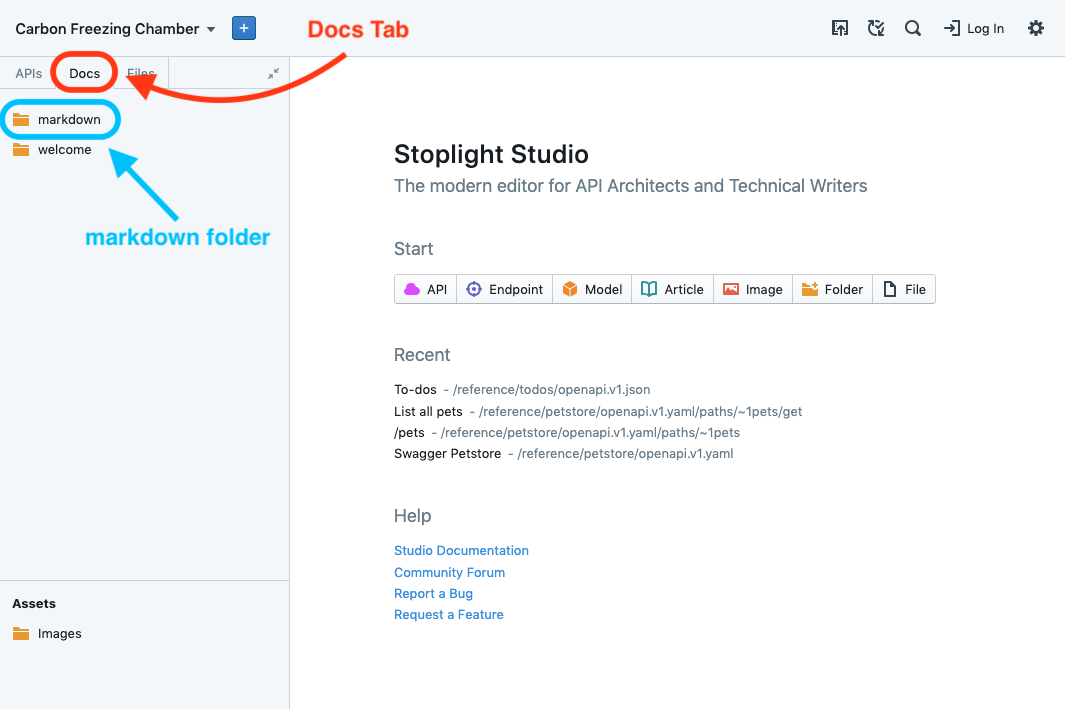 Carbon Freezing Chamber
Docs Tab
Log In
APIs Docs Files
markdown
welcome
markdown folder
Stoplight Studio
The modern editor for API Architects and Technical Writers
Start
API Endpoint Model Article Image Folder File
Recent
To-dos - /reference/todos/openapi.v1.json
List all pets - /reference/petstore/openapi.v1.yaml/paths/~1pets/get
/pets - /reference/petstore/openapi.v1.yaml/paths/~1pets
Swagger Petstore - /reference/petstore/openapi.v1.yaml
Help
Studio Documentation
Community Forum
Report a Bug
Request a Feature
Assets
Images